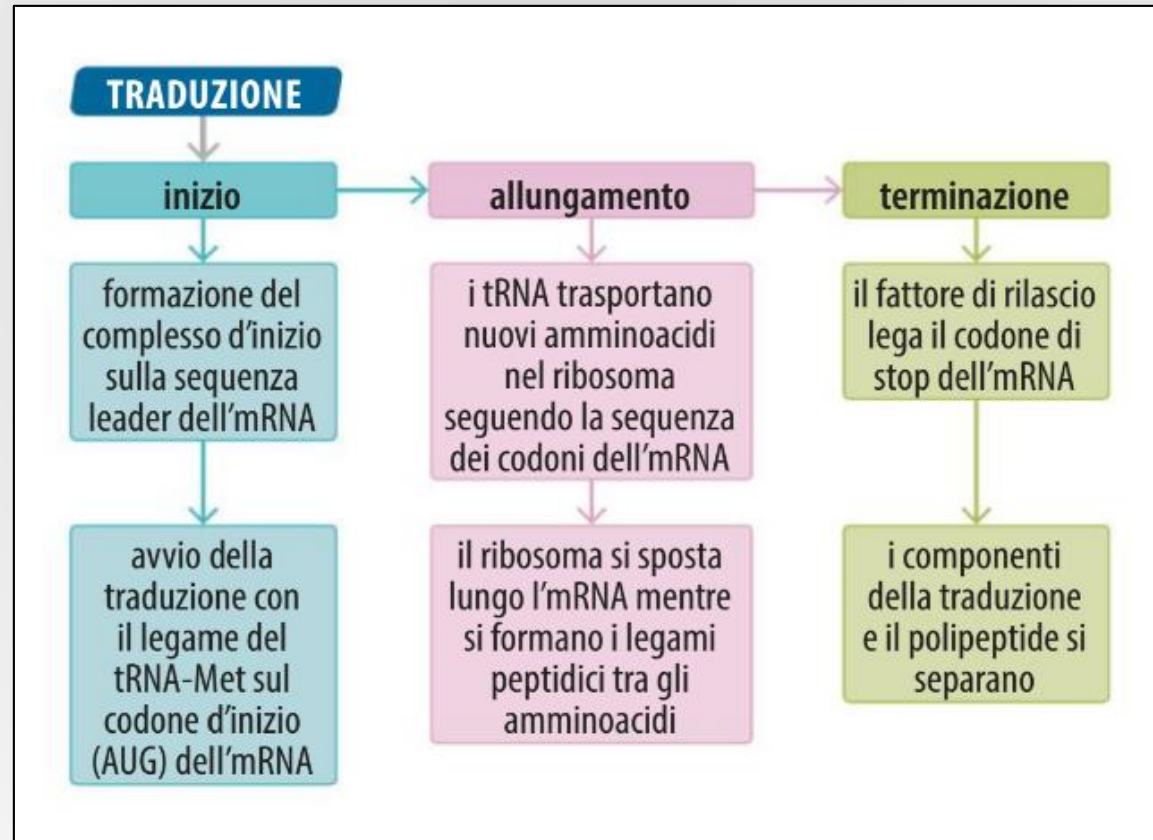 TRADUZIONE
inizio
formazione del
complesso d'inizio
sulla sequenza
leader dell'mRNA
avvio della
traduzione con
il legame del
tRNA-Met sul
codone d'inizio
(AUG) dell'mRNA
allungamento
i tRNA trasportano
nuovi amminoacidi
nel ribosoma
seguendo la sequenza
dei codoni dell'mRNA
il ribosoma si sposta
lungo l'mRNA mentre
si formano i legami
peptidici tra gli
amminoacidi
terminazione
il fattore di rilascio
lega il codone di
stop dell'mRNA
i componenti
della traduzione
e il polipeptide si
separano